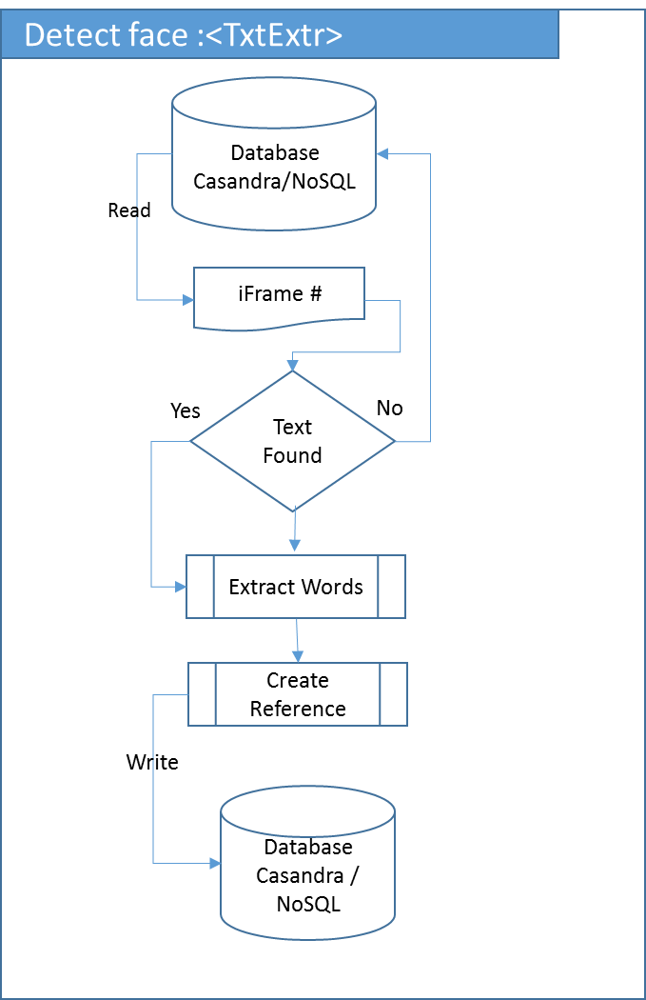 Detect face :<TxtExtr>
Database
Casandra/NoSQL
Read
iFrame #
Yes
No
Text
Found
Extract Words
Create
Reference
Write
Database
Casandra /
NoSQL